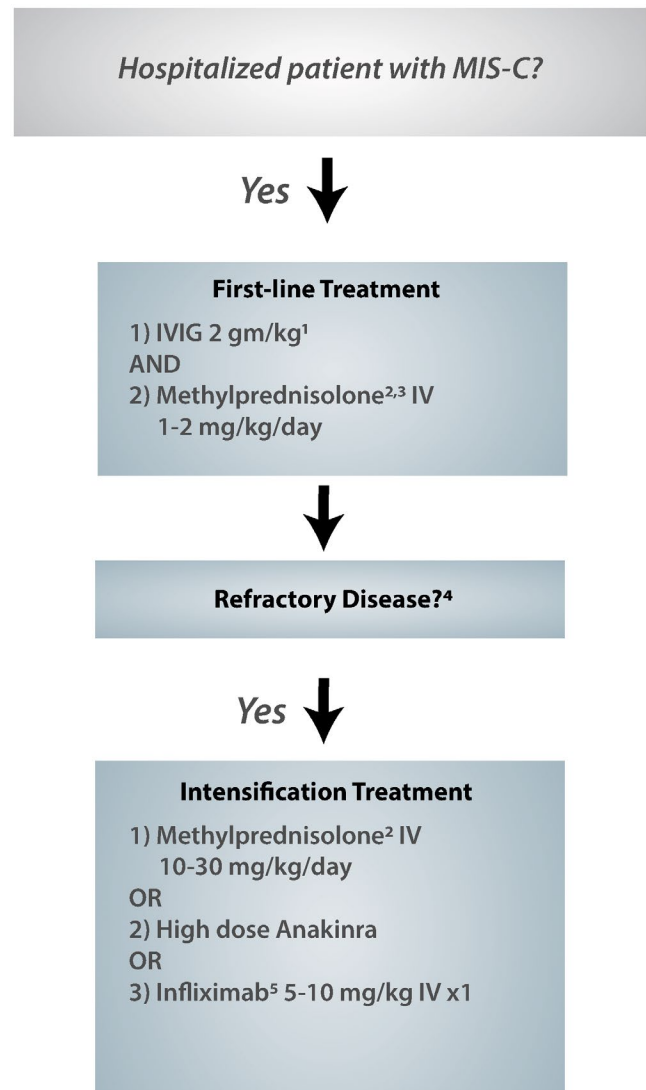 Hospitalized patient with MIS-C?
Yes
First-line Treatment
1) IVIG 2 gm/kg¹
AND
2) Methylprednisolone²,³ IV
1-2 mg/kg/day
Refractory Disease?⁴
Yes
Intensification Treatment
1) Methylprednisolone² IV
10-30 mg/kg/day
OR
2) High dose Anakinra
OR
3) Infliximab⁵ 5-10 mg/kg IV x1